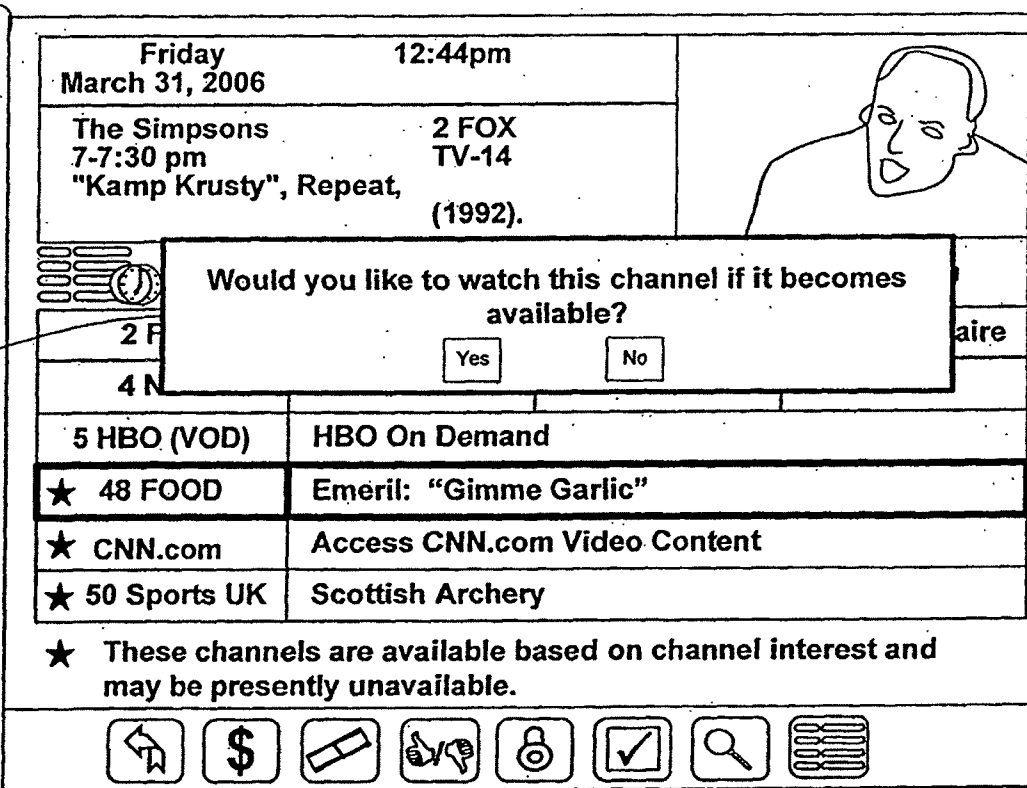 Friday 12:44pm
March 31, 2006
The Simpsons 2 FOX
7-7:30 pm TV-14
"Kamp Krusty", Repeat,
(1992).
Would you like to watch this channel if it becomes
available?
Yes No
2 F aire
4 N
5 HBO (VOD) HBO On Demand
★ 48 FOOD Emeril: “Gimme Garlic”
★ CNN.com Access CNN.com Video Content
★ 50 Sports UK Scottish Archery
★ These channels are available based on channel interest and
may be presently unavailable.
$